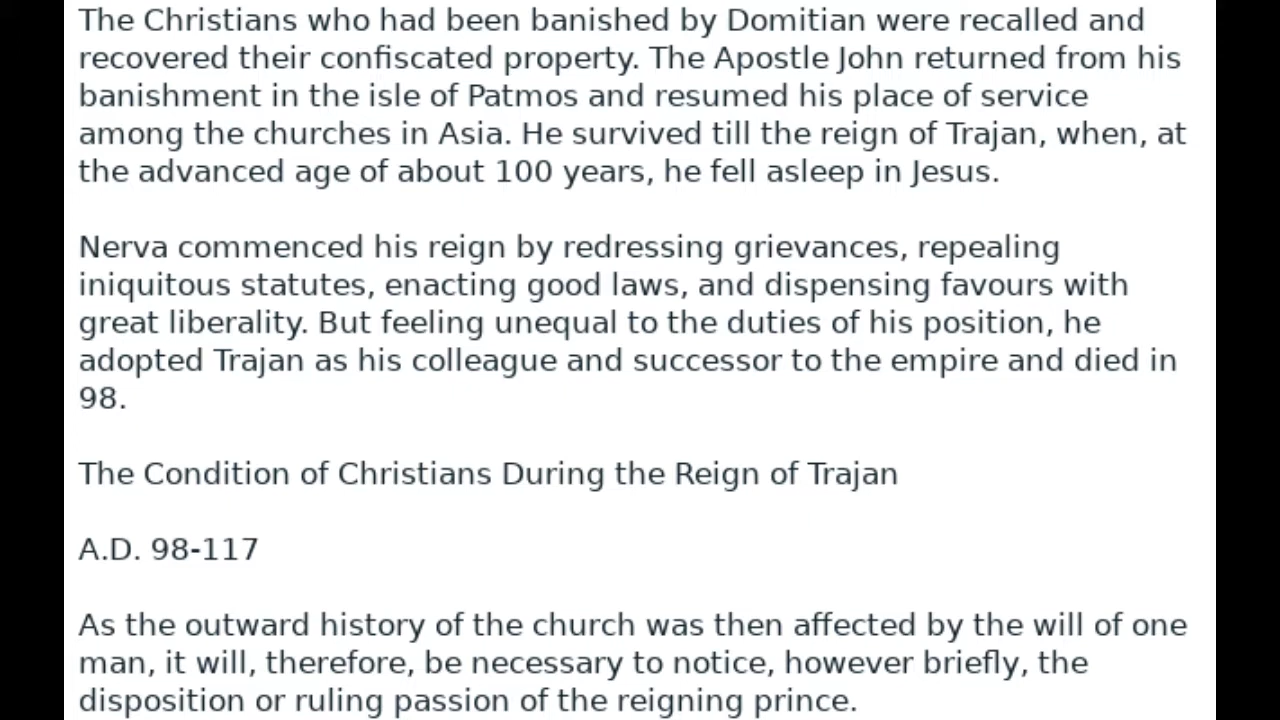 The Christians who had been banished by Domitian were recalled and
recovered their confiscated property. The Apostle John returned from his
banishment in the isle of Patmos and resumed his place of service
among the churches in Asia. He survived till the reign of Trajan, when, at
the advanced age of about 100 years, he fell asleep in Jesus.
Nerva commenced his reign by redressing grievances, repealing
iniquitous statutes, enacting good laws, and dispensing favours with
great liberality. But feeling unequal to the duties of his position, he
adopted Trajan as his colleague and successor to the empire and died in
98.
The Condition of Christians During the Reign of Trajan
A.D. 98-117
As the outward history of the church was then affected by the will of one
man, it will, therefore, be necessary to notice, however briefly, the
disposition or ruling passion of the reigning prince.